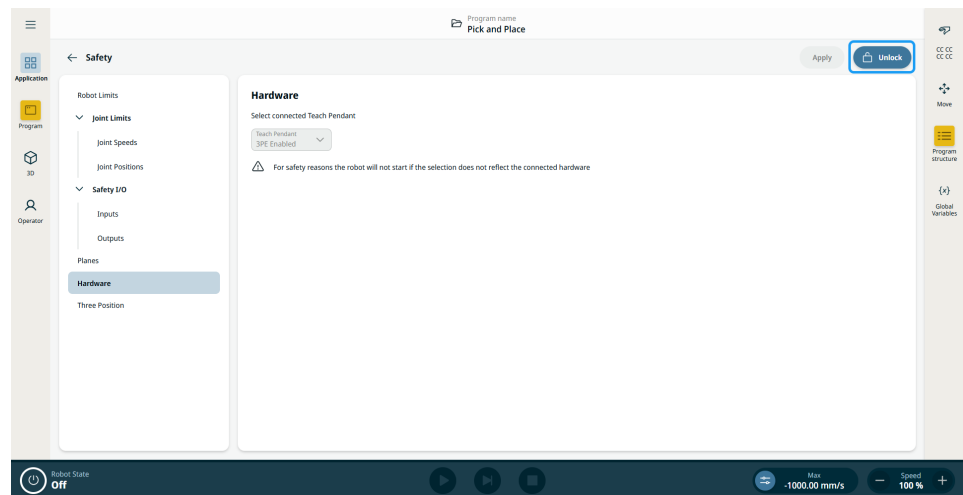 Program name
Pick and Place
Application
Program
3D
Operator
Safety
Apply
Unlock
Robot Limits
Joint Limits
Joint Speeds
Joint Positions
Safety I/O
Inputs
Outputs
Planes
Hardware
Three Position
Hardware
Select connected Teach Pendant
Teach Pendant
3PE Enabled
For safety reasons the robot will not start if the selection does not reflect the connected hardware
CC CC
CC CC
Move
Program
structure
{x}
Global
Variables
Robot State
Off
Max
-1000.00 mm/s
Speed
100 %